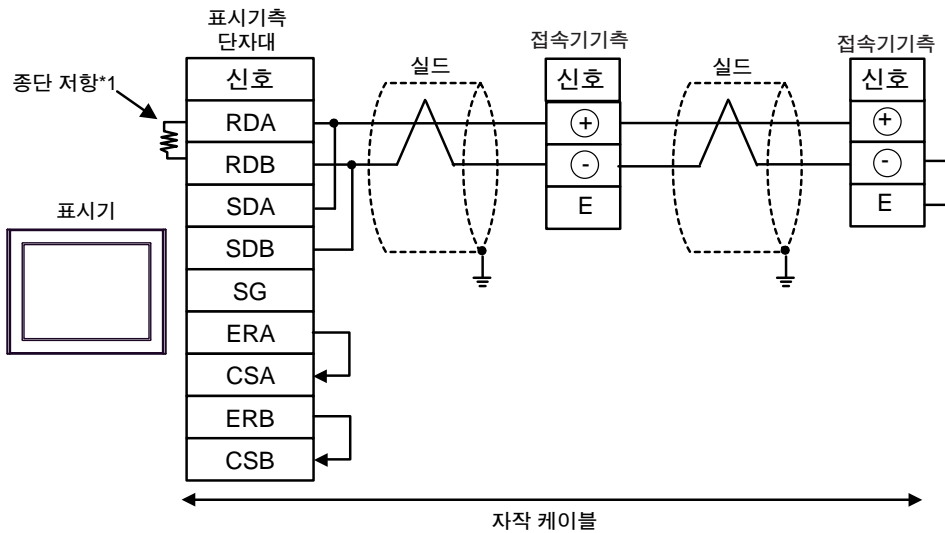 표시기측
단자대
접속기기측
접속기기측
종단 저항*1
신호
실드
신호
실드
신호
RDA
+
+
RDB
-
-
표시기
SDA
E
E
SDB
SG
ERA
CSA
ERB
CSB
자작 케이블